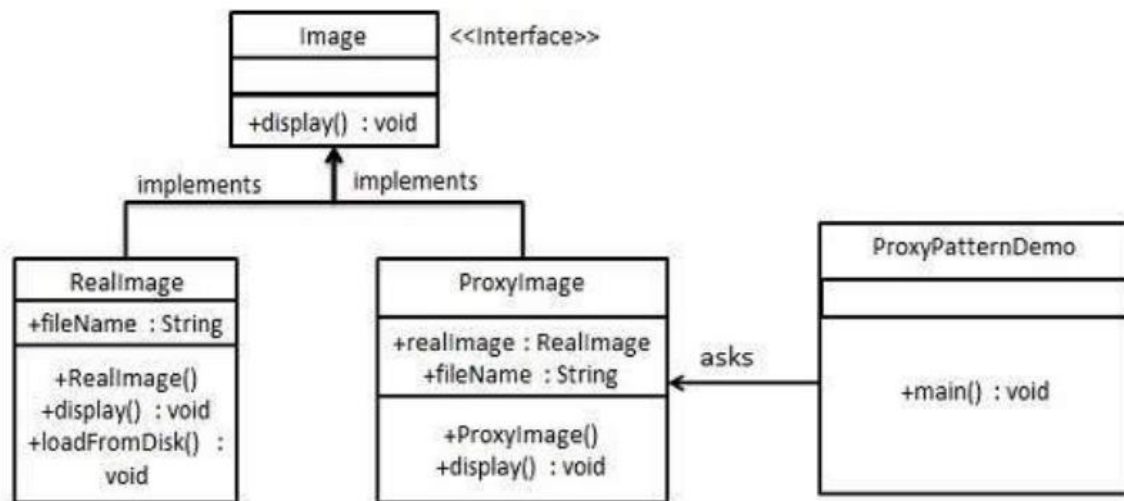 Image
<<Interface>>
+display() : void
implements
implements
RealImage
+fileName : String
+RealImage()
+display() : void
+loadFromDisk() :
void
ProxyImage
+realImage : RealImage
+fileName : String
+ProxyImage()
+display() : void
asks
ProxyPatternDemo
+main() : void